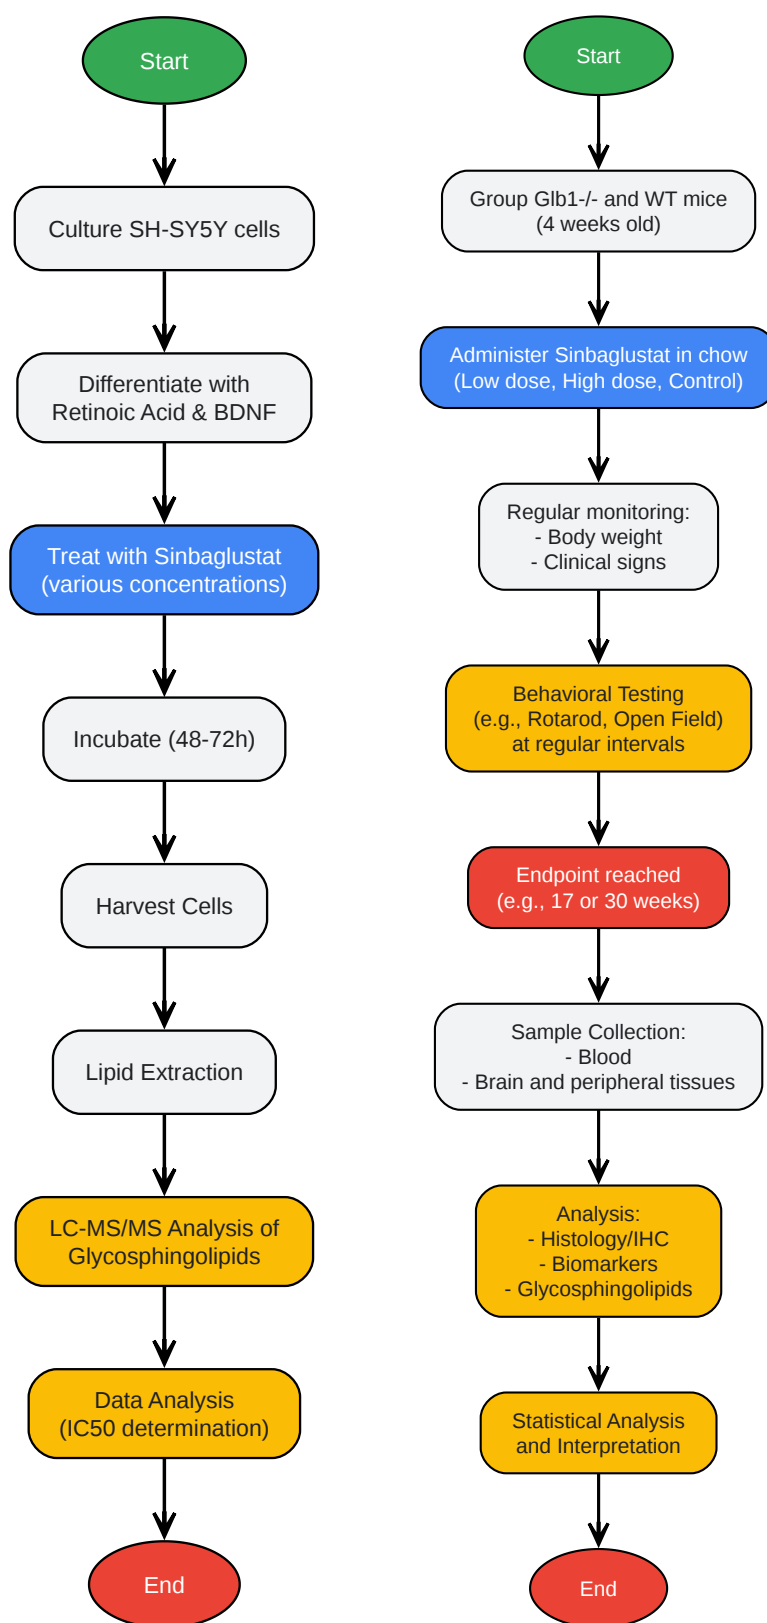 Start
Culture SH-SY5Y cells
Differentiate with
Retinoic Acid & BDNF
Treat with Sinbaglustat
(various concentrations)
Incubate (48-72h)
Harvest Cells
Lipid Extraction
LC-MS/MS Analysis of
Glycosphingolipids
Data Analysis
(IC50 determination)
End
Start
Group Glb1-/- and WT mice
(4 weeks old)
Administer Sinbaglustat in chow
(Low dose, High dose, Control)
Regular monitoring:
- Body weight
- Clinical signs
Behavioral Testing
(e.g., Rotarod, Open Field)
at regular intervals
Endpoint reached
(e.g., 17 or 30 weeks)
Sample Collection:
- Blood
- Brain and peripheral tissues
Analysis:
- Histology/IHC
- Biomarkers
- Glycosphingolipids
Statistical Analysis
and Interpretation
End